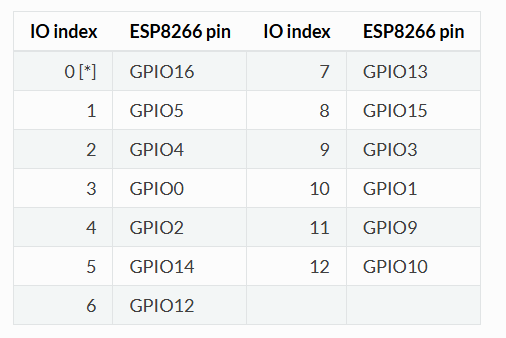 IO index ESP8266 pin IO index ESP8266 pin
0 [*] GPIO16 7 GPIO13
1 GPIO5 8 GPIO15
2 GPIO4 9 GPIO3
3 GPIO0 10 GPIO1
4 GPIO2 11 GPIO9
5 GPIO14 12 GPIO10
6 GPIO12